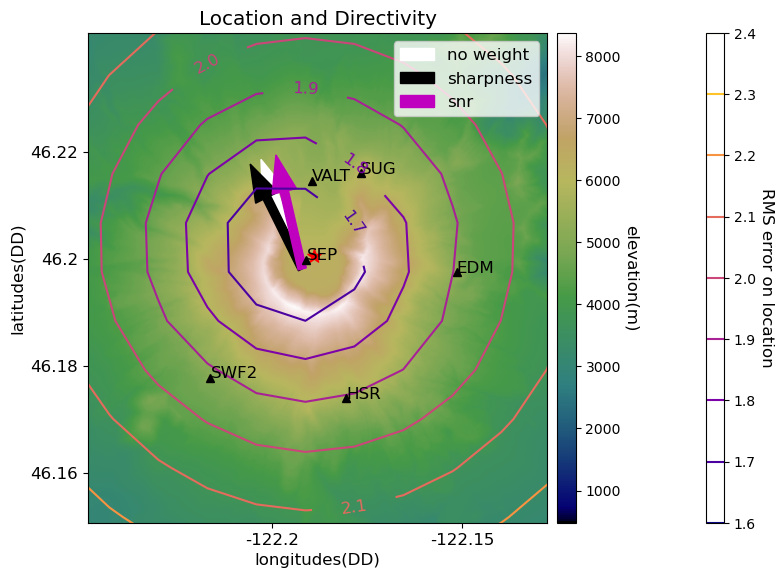 Location and Directivity
no weight
sharpness
snr
2.0
1.9
1.8
1.7
2.1
VALT
SUG
SEP
EDM
SWF2
HSR
46.22
46.2
46.18
46.16
latitudes(DD)
-122.2
-122.15
longitudes(DD)
8000
7000
6000
5000
4000
3000
2000
1000
elevation(m)
2.4
2.3
2.2
2.1
2.0
1.9
1.8
1.7
1.6
RMS error on location